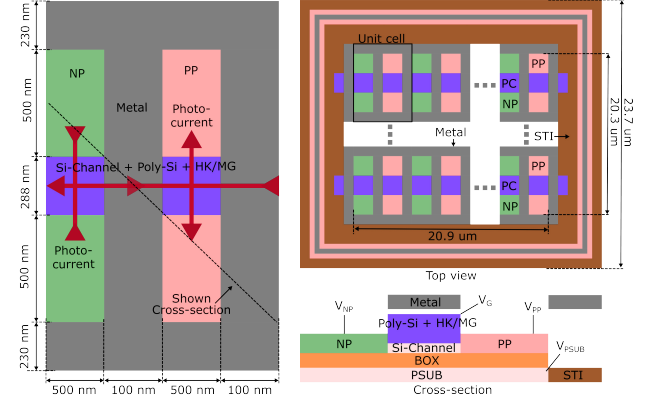 230 nm
500 nm
288 nm
500 nm
230 nm
NP
PP
Metal
Photo-
current
Si-Channel + Poly-Si + HK/MG
Photo-
current
Shown
Cross-section
500 nm
100 nm
500 nm
100 nm
Unit cell
PP
PC
NP
Metal
STI
PP
PC
NP
20.9 um
20.3 um
23.7 um
Top view
Metal
V_G
V_NP
Poly-Si + HK/MG
V_PP
NP
Si-Channel
PP
V_PSUB
BOX
PSUB
STI
Cross-section